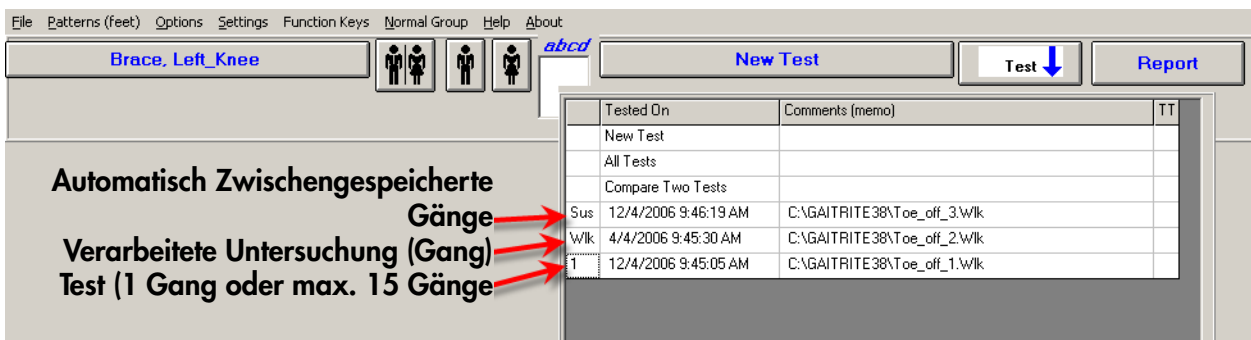 File Patterns (feet) Options Settings Function Keys Normal Group Help About
Brace, Left_Knee
abcd
New Test
Test
Report
Tested On Comments (memo) TT
New Test
All Tests
Compare Two Tests
Automatisch Zwischengespeicherte
Gänge
Sus 12/4/2006 9:46:19 AM C:\GAITRITE38\Toe_off_3.Wlk
Verarbeitete Untersuchung (Gang)
Wlk 4/4/2006 9:45:30 AM C:\GAITRITE38\Toe_off_2.Wlk
Test (1 Gang oder max. 15 Gänge
1 12/4/2006 9:45:05 AM C:\GAITRITE38\Toe_off_1.Wlk